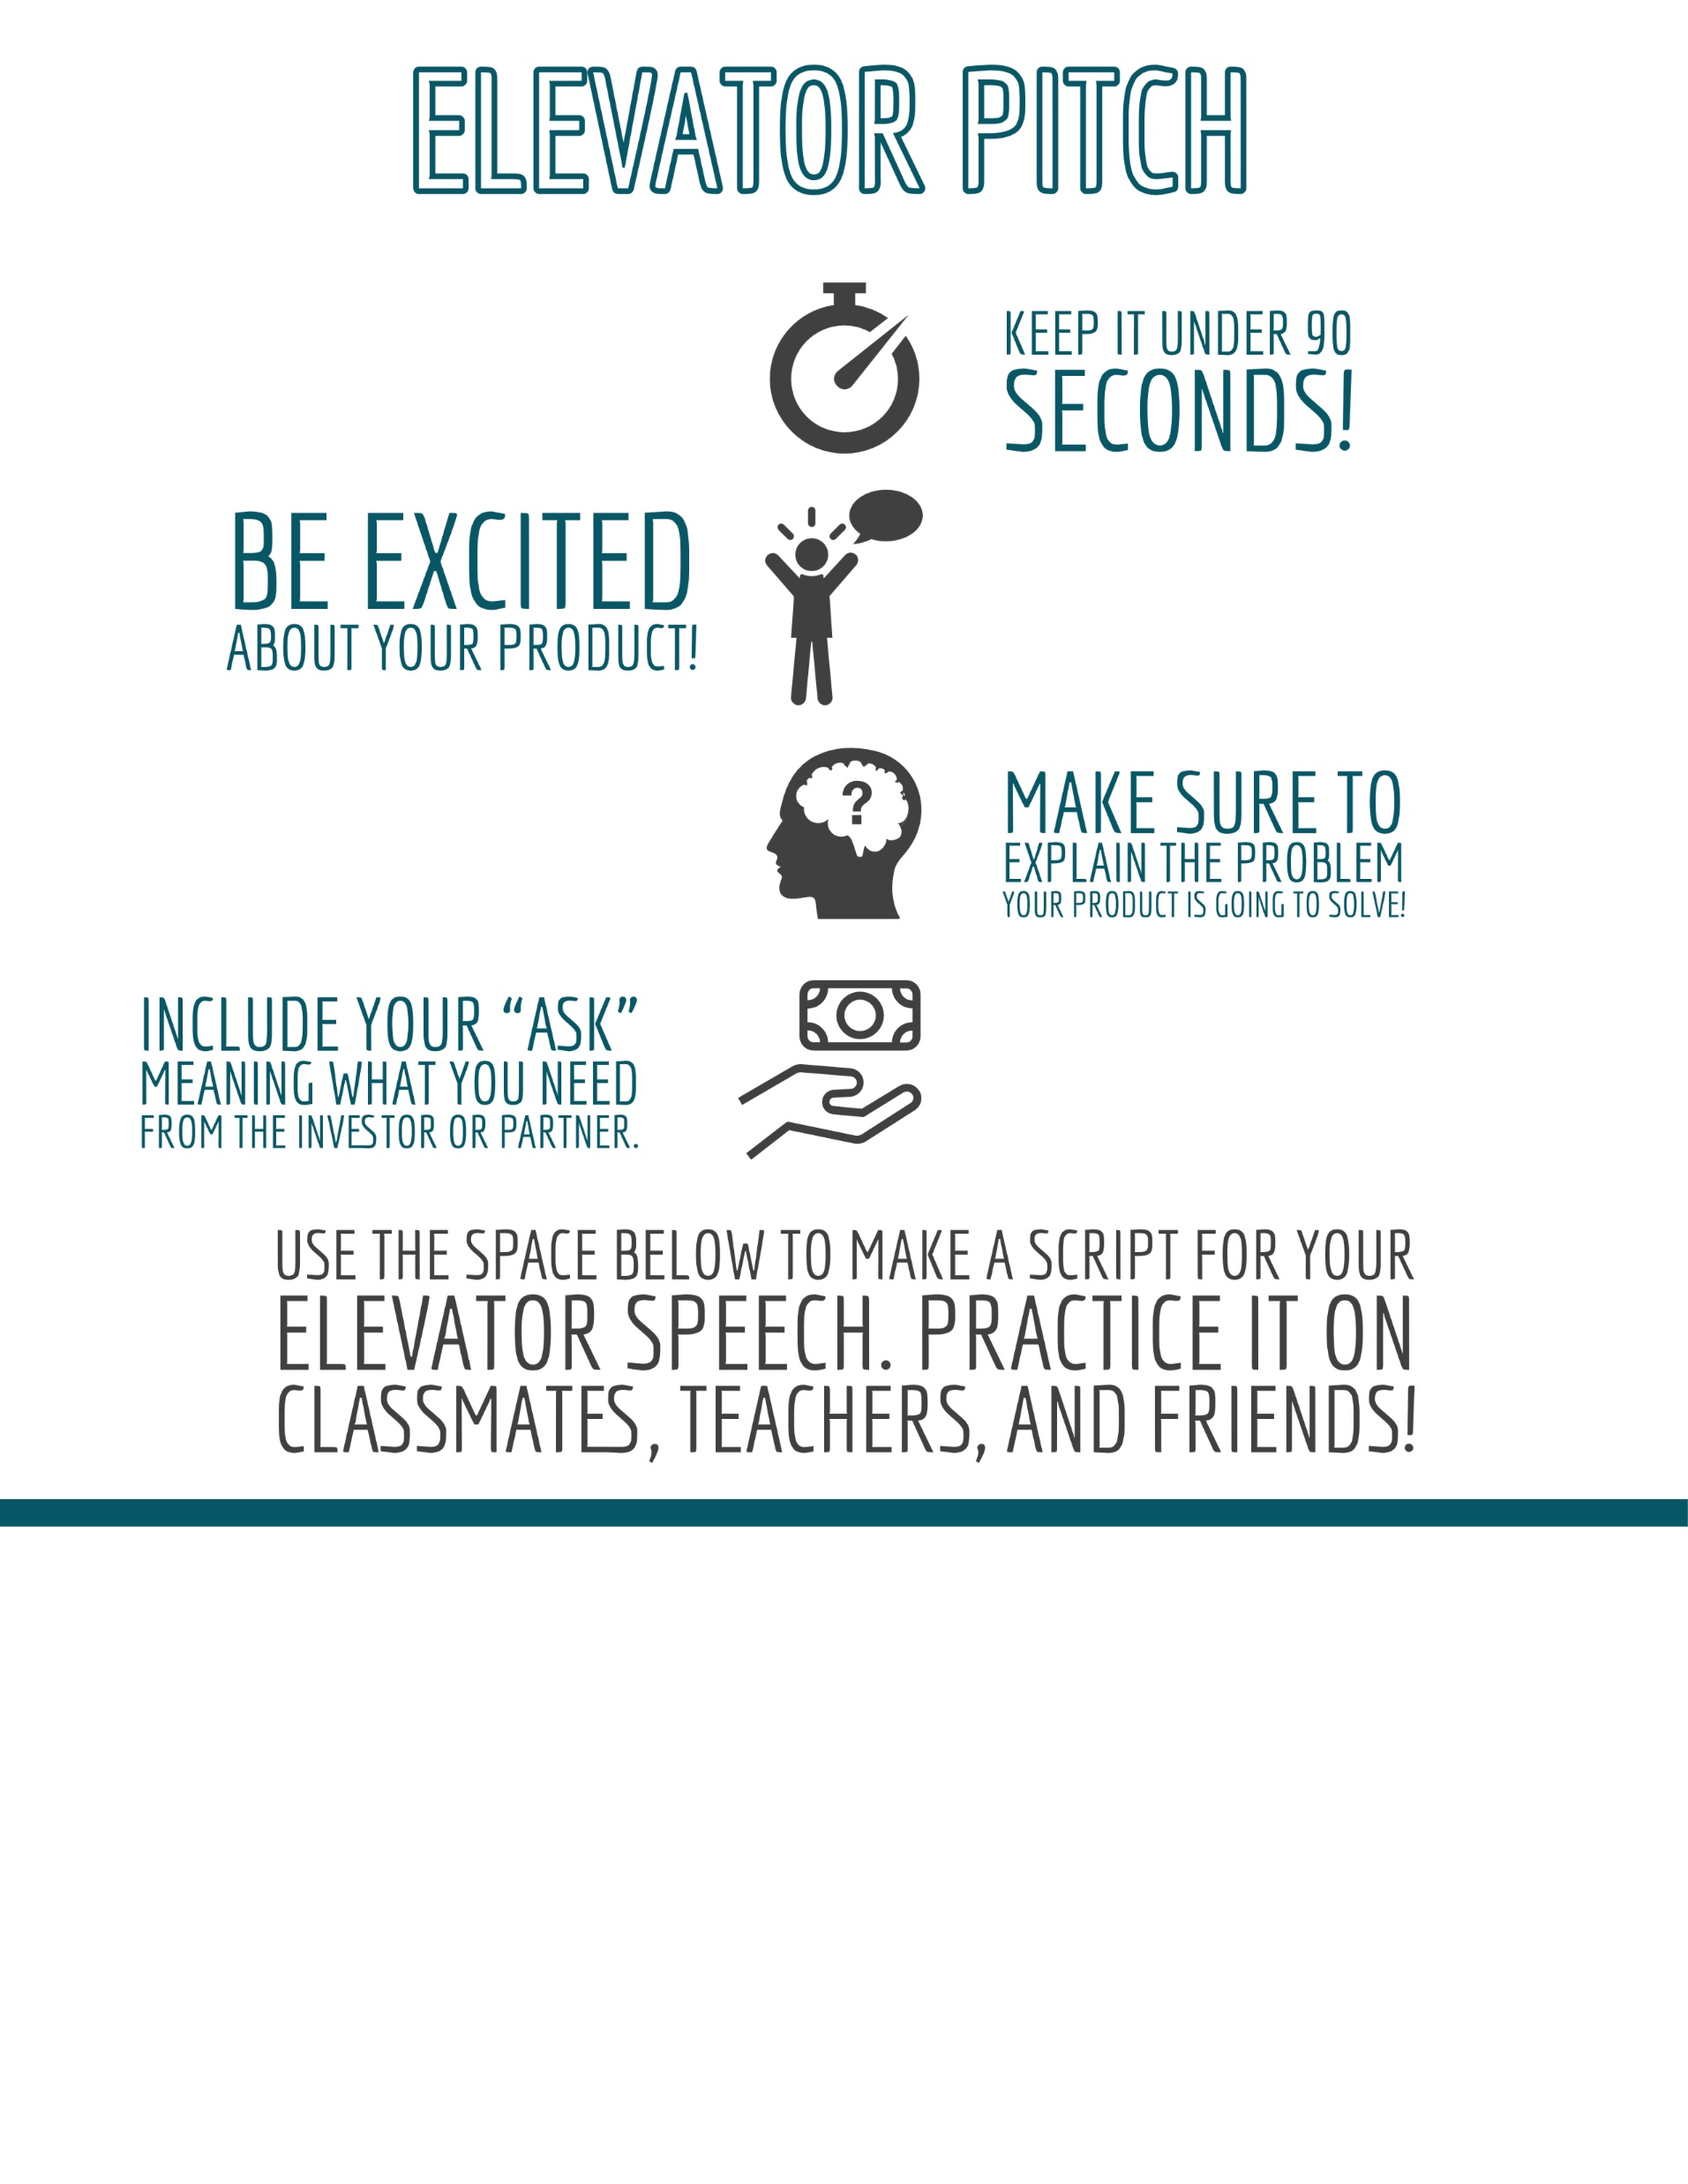 ELEVATOR PITCH
KEEP IT UNDER 90
SECONDS!
BE EXCITED
ABOUT YOUR PRODUCT!
?
MAKE SURE TO
EXPLAIN THE PROBLEM
YOUR PRODUCT IS GOING TO SOLVE!
INCLUDE YOUR “ASK”
MEANING WHAT YOU NEED
FROM THE INVESTOR OR PARTNER.
USE THE SPACE BELOW TO MAKE A SCRIPT FOR YOUR
ELEVATOR SPEECH. PRACTICE IT ON
CLASSMATES, TEACHERS, AND FRIENDS!